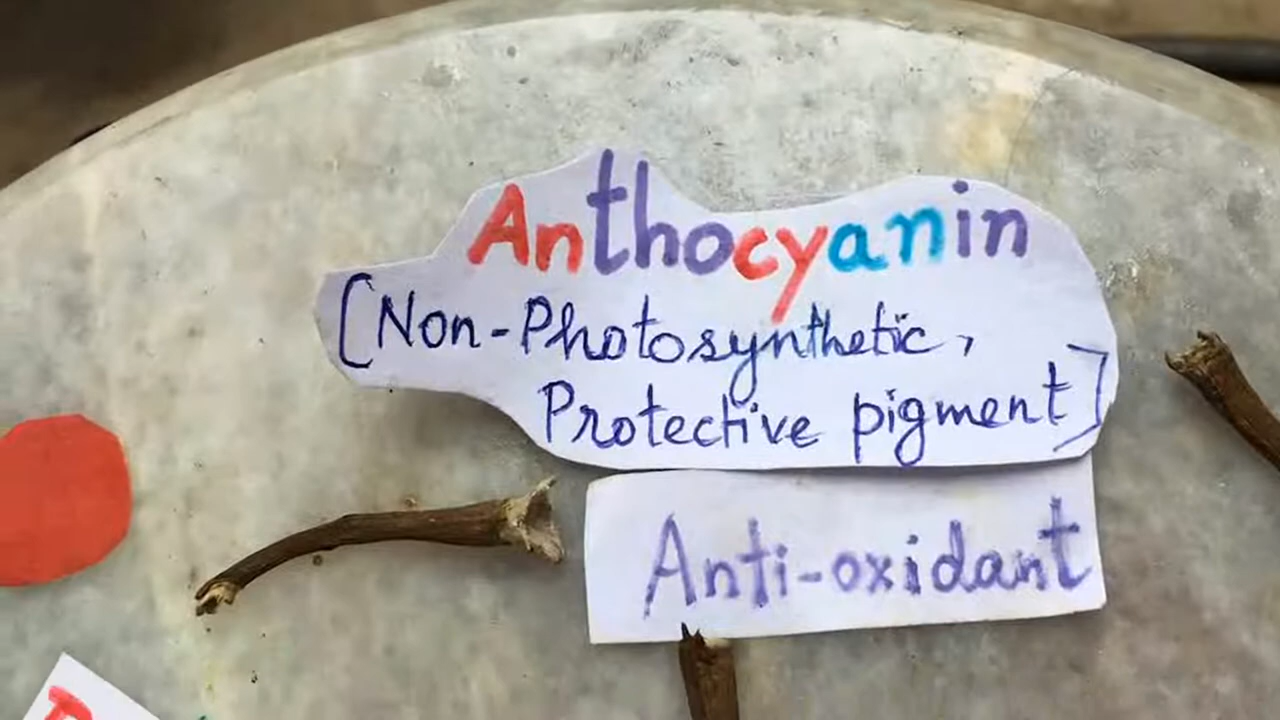 Anthocyanin
[Non-Photosynthetic,
Protective pigment]
Anti-oxidant